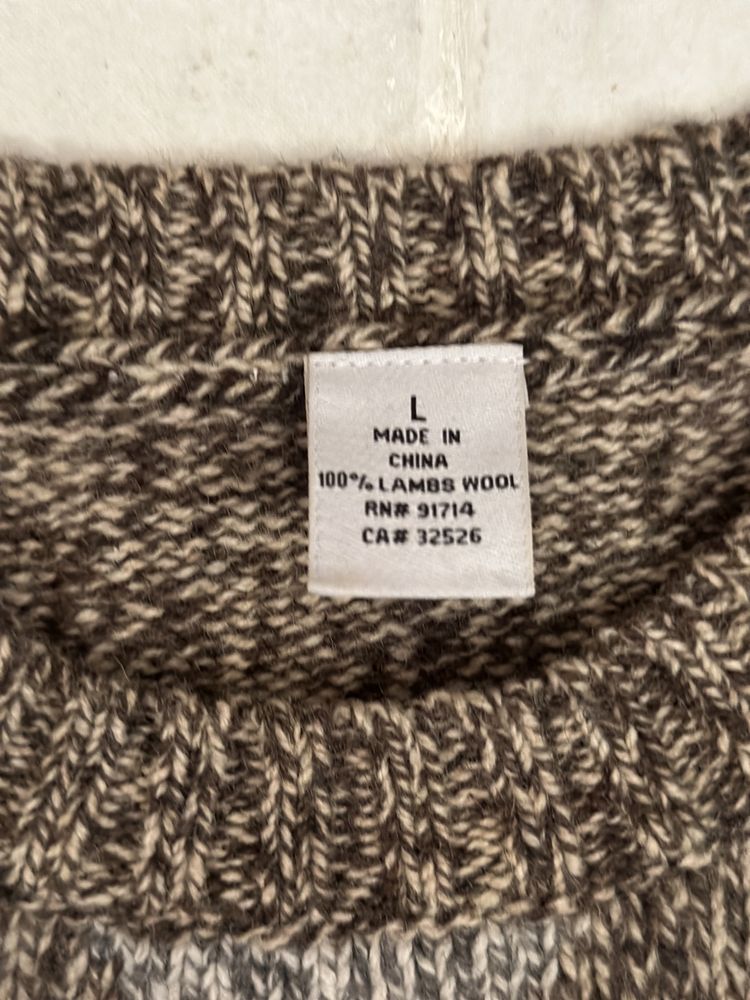 L
MADE IN
CHINA
100% LAMBS WOOL
RN# 91714
CA# 32526